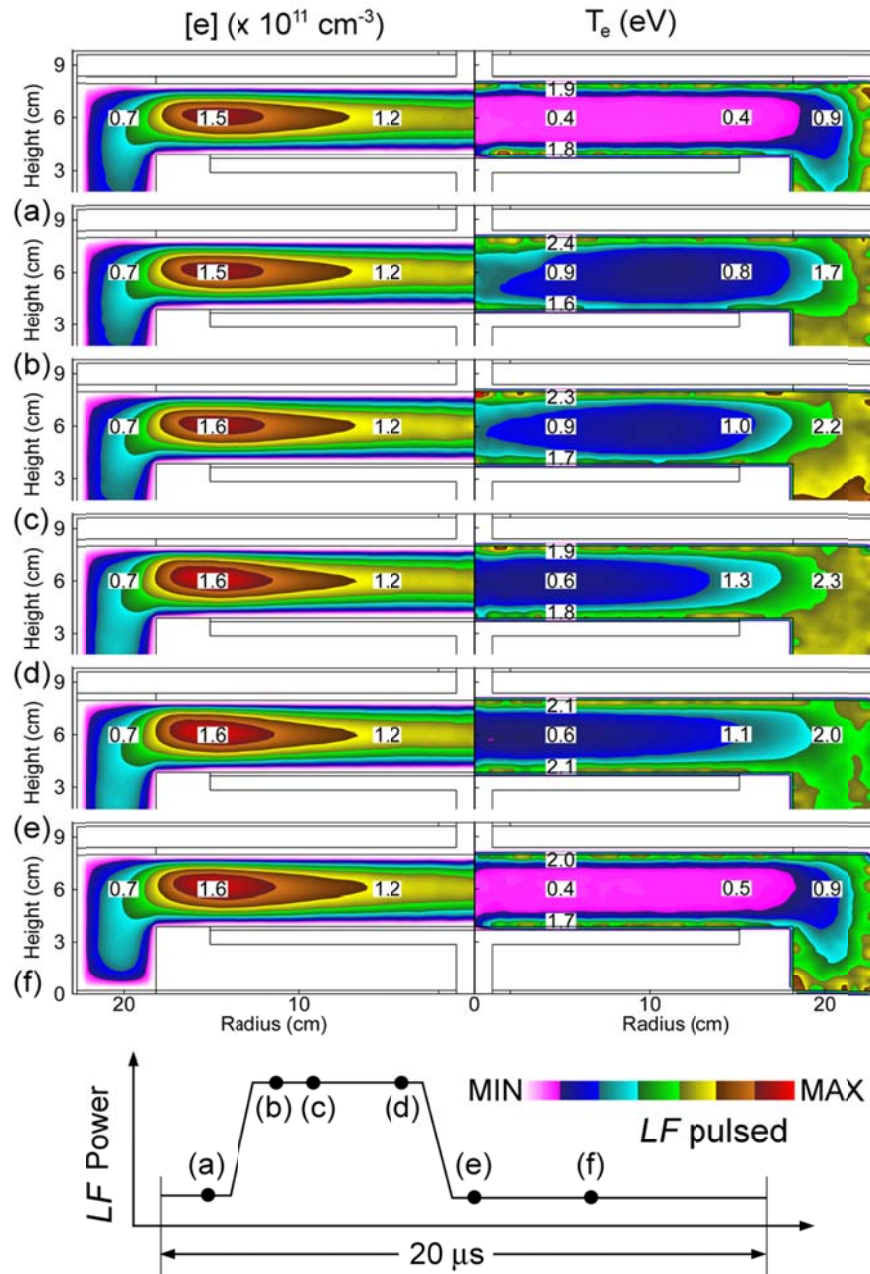 [e] (x 10¹¹ cm⁻³) Tₑ (eV)
9
6
3
Height (cm)
0.7 1.5 1.2 1.9 0.4 0.4 0.9 1.8
(a)
9
6
3
Height (cm)
0.7 1.5 1.2 2.4 0.9 0.8 1.7 1.6
(b)
9
6
3
Height (cm)
0.7 1.6 1.2 2.3 0.9 1.0 2.2 1.7
(c)
9
6
3
Height (cm)
0.7 1.6 1.2 1.9 0.6 1.3 2.3 1.8
(d)
9
6
3
Height (cm)
0.7 1.6 1.2 2.1 0.6 1.1 2.0 2.1
(e)
9
6
3
0
Height (cm)
0.7 1.6 1.2 2.0 0.4 0.5 0.9 1.7
(f)
20 10 0 10 20
Radius (cm) Radius (cm)
LF Power
(a)
(b)
(c)
(d)
(e)
(f)
MIN MAX
LF pulsed
20 μs